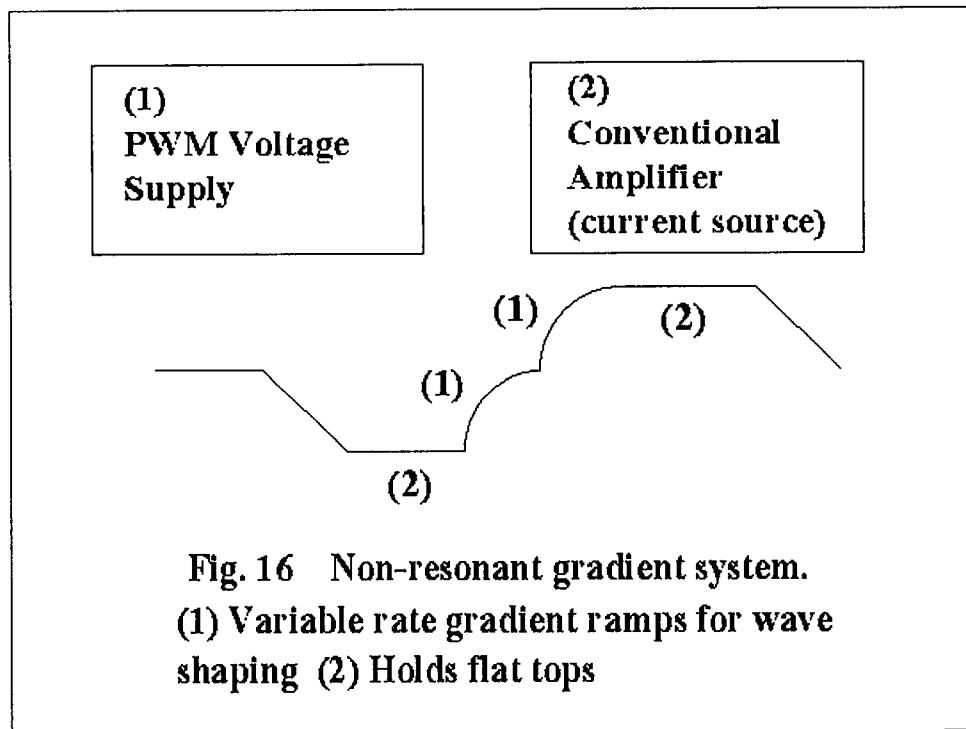 (1)
PWM Voltage
Supply
(2)
Conventional
Amplifier
(current source)
(1)
(2)
(1)
(2)
Fig. 16 Non-resonant gradient system.
(1) Variable rate gradient ramps for wave
shaping (2) Holds flat tops